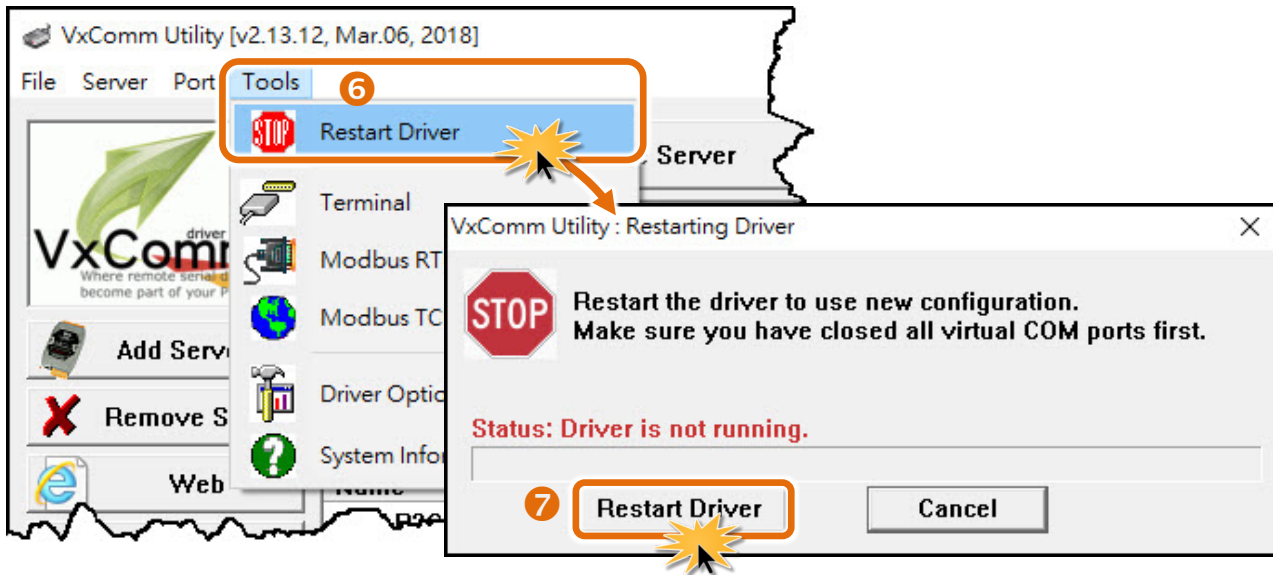 VxComm Utility [v2.13.12, Mar.06, 2018]
File Server Port Tools
6
STOP Restart Driver
Server
driver
VxComm
Where remote serial d
become part of your P
Terminal
Modbus RT
Modbus TC
Add Serv
Driver Optio
Remove S
System Infor
Web
Name
VxComm Utility : Restarting Driver
STOP
Restart the driver to use new configuration.
Make sure you have closed all virtual COM ports first.
Status: Driver is not running.
7
Restart Driver Cancel